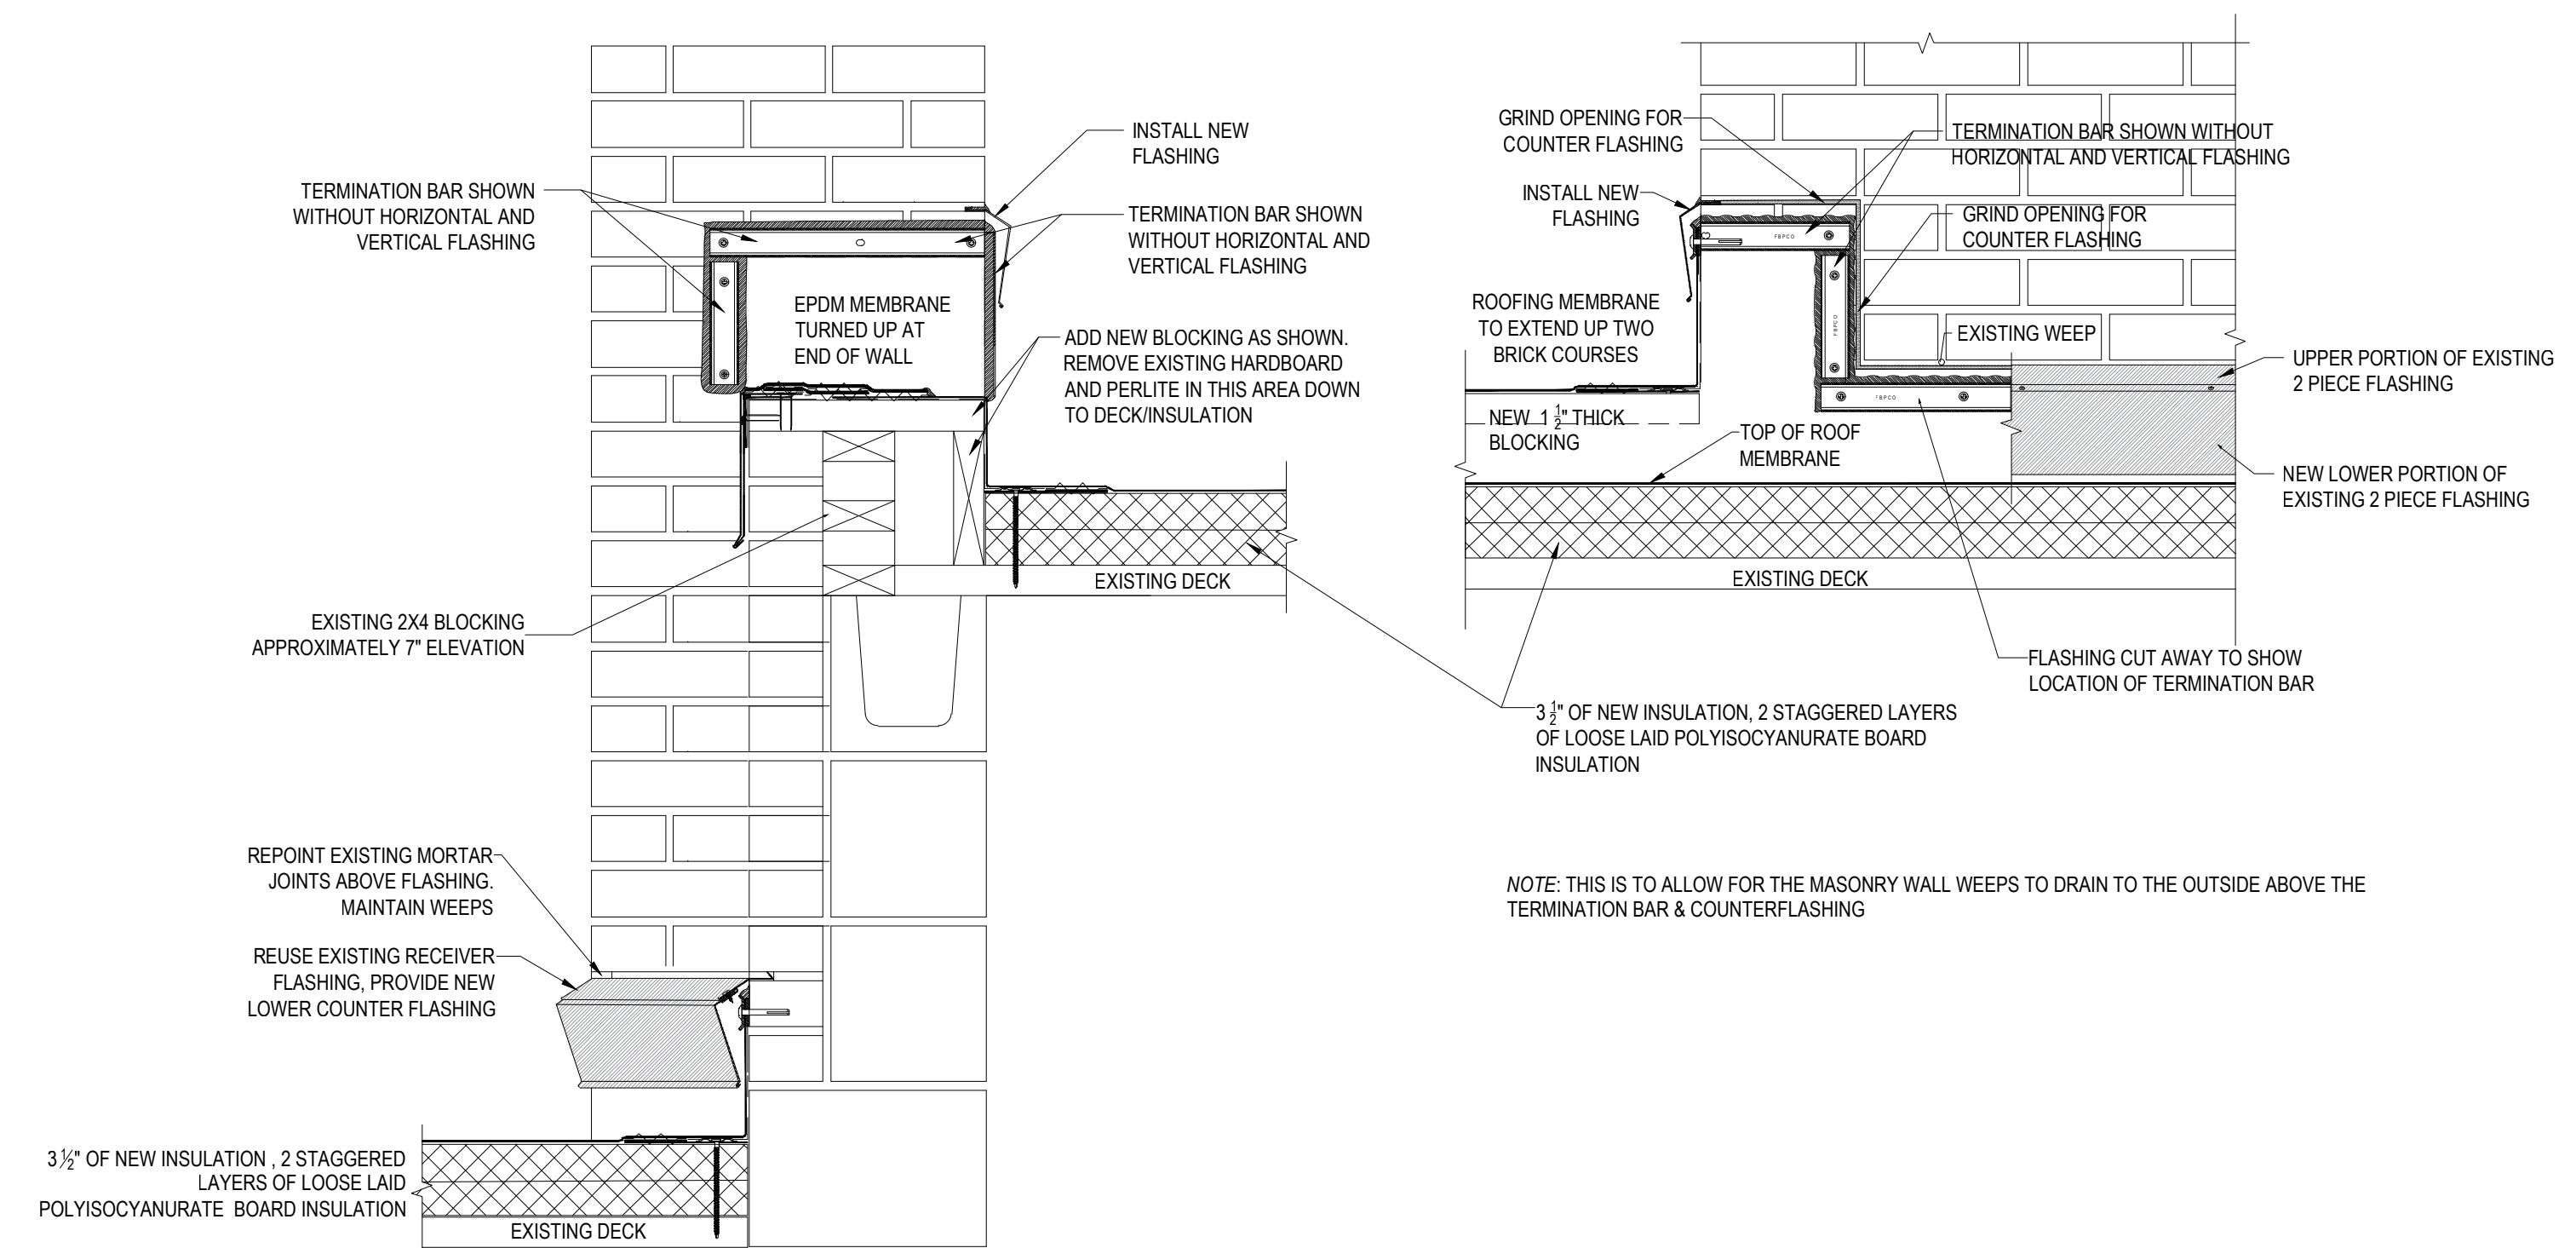 INSTALL NEW
FLASHING
TERMINATION BAR SHOWN
WITHOUT HORIZONTAL AND
VERTICAL FLASHING
TERMINATION BAR SHOWN
WITHOUT HORIZONTAL AND
VERTICAL FLASHING
EPDM MEMBRANE
TURNED UP AT
END OF WALL
ADD NEW BLOCKING AS SHOWN.
REMOVE EXISTING HARDBOARD
AND PERLITE IN THIS AREA DOWN
TO DECK/INSULATION
EXISTING DECK
EXISTING 2X4 BLOCKING
APPROXIMATELY 7" ELEVATION
REPOINT EXISTING MORTAR
JOINTS ABOVE FLASHING.
MAINTAIN WEEPS
REUSE EXISTING RECEIVER
FLASHING, PROVIDE NEW
LOWER COUNTER FLASHING
3 ½" OF NEW INSULATION , 2 STAGGERED
LAYERS OF LOOSE LAID
POLYISOCYANURATE BOARD INSULATION
EXISTING DECK
GRIND OPENING FOR
COUNTER FLASHING
TERMINATION BAR SHOWN WITHOUT
HORIZONTAL AND VERTICAL FLASHING
INSTALL NEW
FLASHING
GRIND OPENING FOR
COUNTER FLASHING
FBPCO
FBPCO
ROOFING MEMBRANE
TO EXTEND UP TWO
BRICK COURSES
EXISTING WEEP
UPPER PORTION OF EXISTING
2 PIECE FLASHING
FBPCO
NEW 1 ½" THICK
BLOCKING
TOP OF ROOF
MEMBRANE
NEW LOWER PORTION OF
EXISTING 2 PIECE FLASHING
EXISTING DECK
FLASHING CUT AWAY TO SHOW
LOCATION OF TERMINATION BAR
3 ½" OF NEW INSULATION, 2 STAGGERED LAYERS
OF LOOSE LAID POLYISOCYANURATE BOARD
INSULATION
NOTE: THIS IS TO ALLOW FOR THE MASONRY WALL WEEPS TO DRAIN TO THE OUTSIDE ABOVE THE
TERMINATION BAR & COUNTERFLASHING